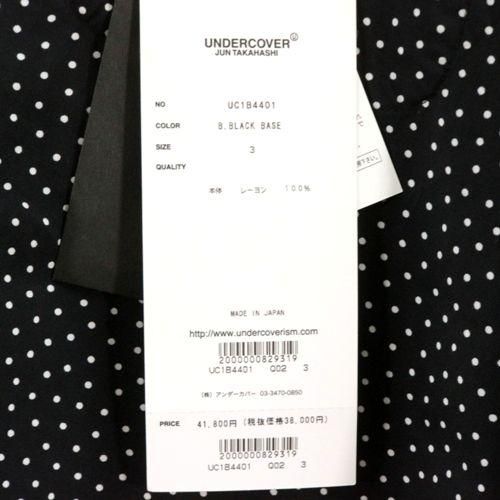 UNDERCOVER
JUN TAKAHASHI
NO UC1B4401
COLOR B.BLACK BASE
SIZE 3
QUALITY
本体 レーヨン 100%
MADE IN JAPAN
http://www.undercoverism.com
2000000829319
UC1B4401 Q02 3
(株) アンダーカバー 03-3470-0850
PRICE 41,800円 (税抜価格38,000円)
2000000829319
UC1B4401 Q02 3
下さい。